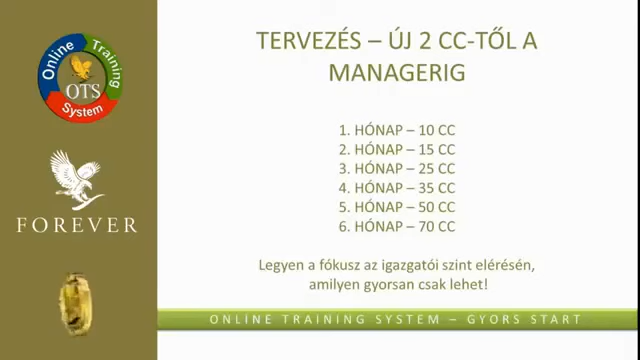 Online
Training
OTS
System
FOREVER
TERVEZÉS – ÚJ 2 CC-TŐL A
MANAGERIG
1. HÓNAP – 10 CC
2. HÓNAP – 15 CC
3. HÓNAP – 25 CC
4. HÓNAP – 35 CC
5. HÓNAP – 50 CC
6. HÓNAP – 70 CC
Legyen a fókusz az igazgatói szint elérésén,
amilyen gyorsan csak lehet!
ONLINE TRAINING SYSTEM – GYORS START